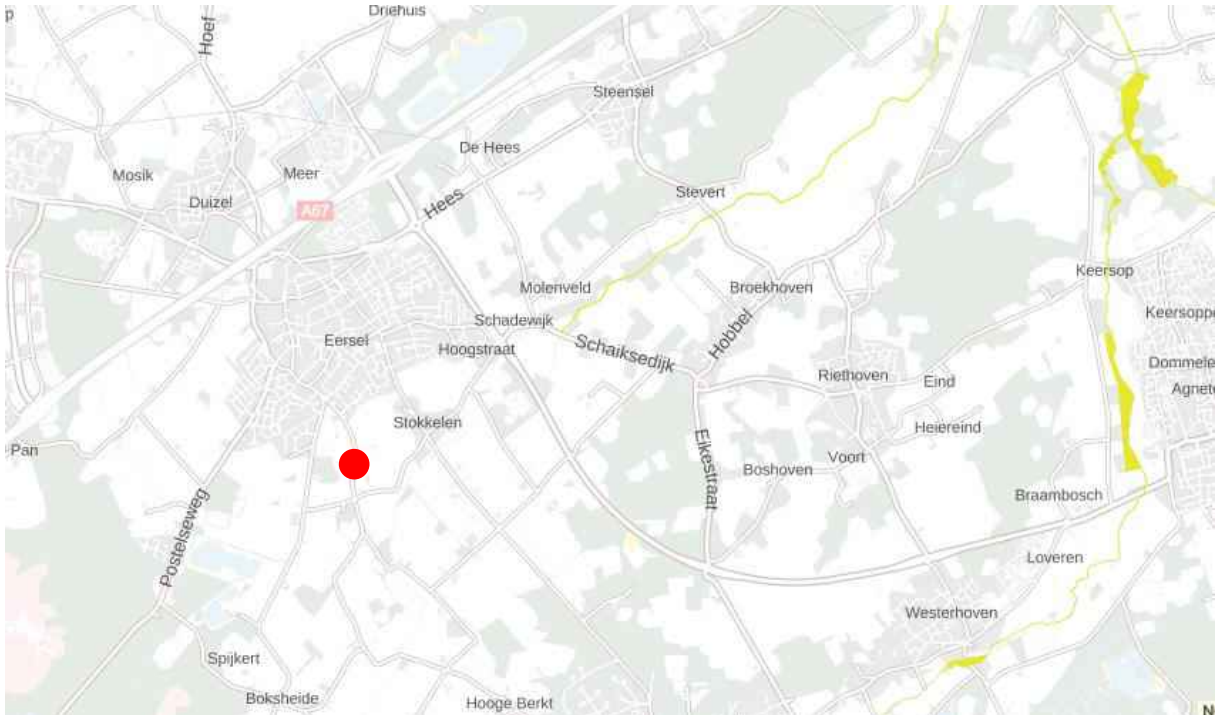 p
Driehuis
Hoef
Steensel
De Hees
Mosik
Meer
Duizel
Stevert
Hees
A67
Keersop
Molenveld
Broekhoven
Keersoppe
Schadewijk
Hobbel
Eersel
Hoogstraat
Schaiksedijk
Dommele
Riethoven
Eind
Agnete
Stokkelen
Heiereind
Pan
Eikestraat
Voort
Boshoven
Braambosch
Postelseweg
Loveren
Westerhoven
Spijkert
Boksheide
Hooge Berkt
N